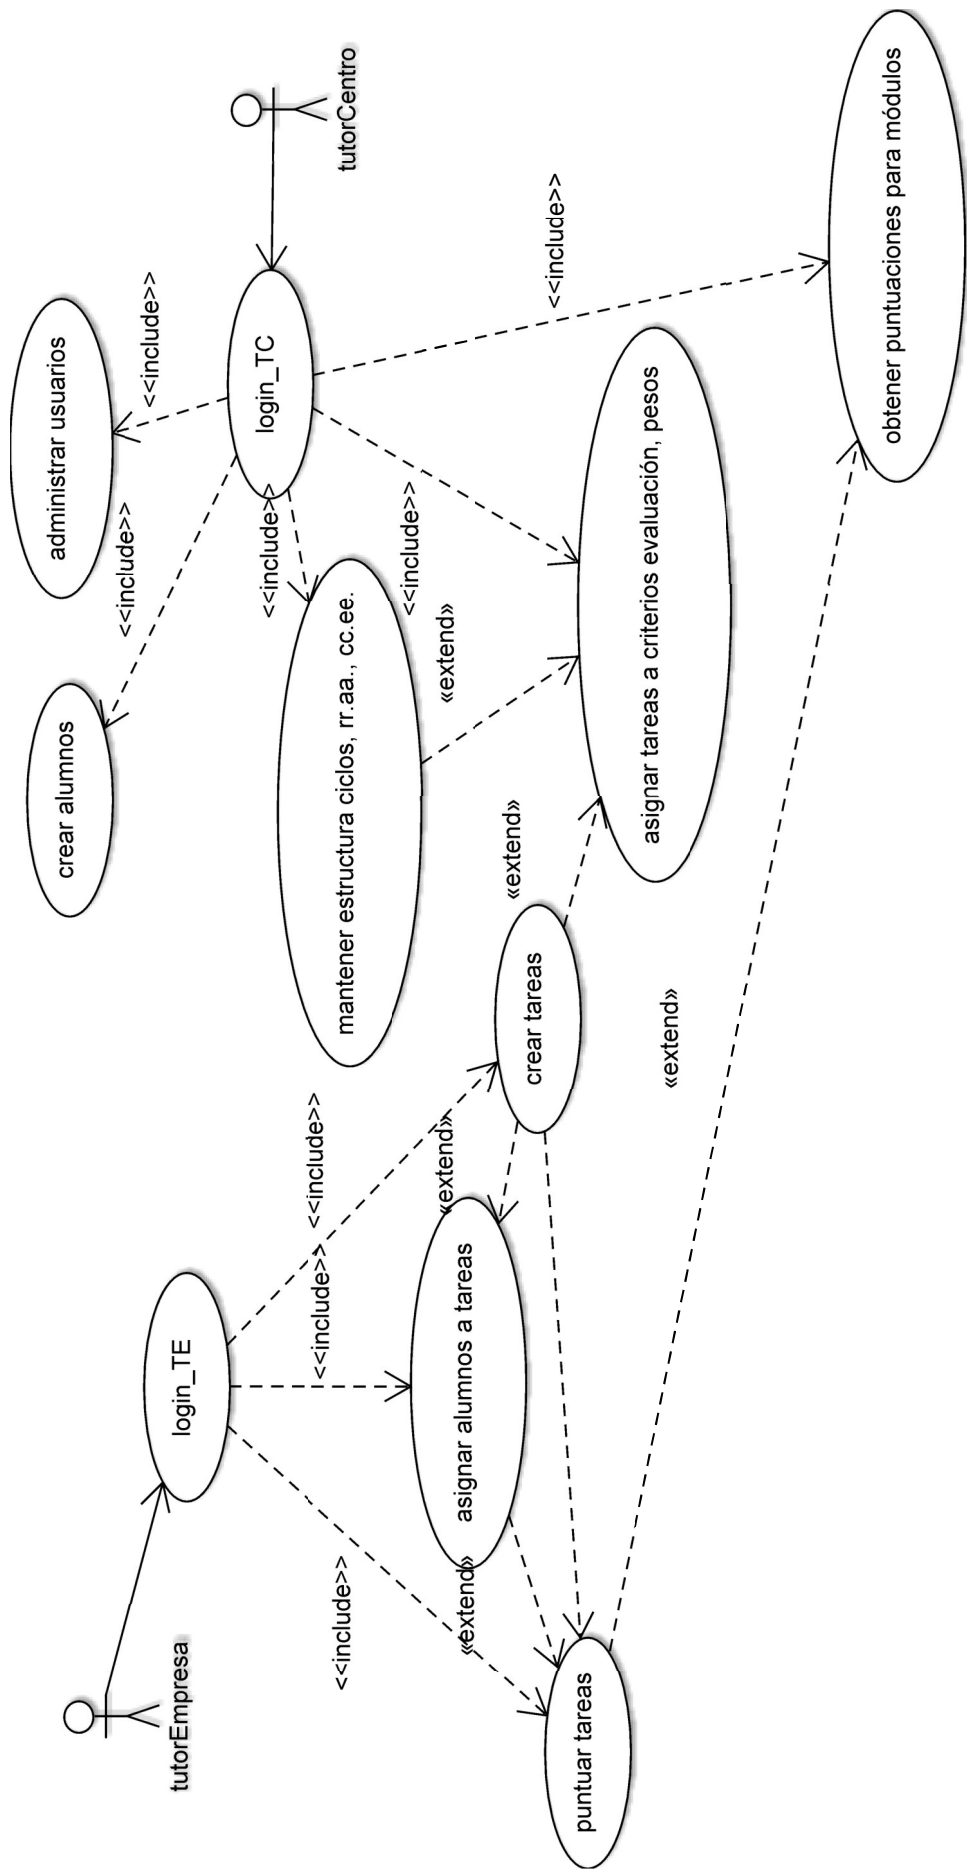 crear alumnos
administrar usuarios
<<include>>
<<include>>
tutorEmpresa
login_TE
login_TC
<<include>>
<<include>>
<<include>>
<<include>>
mantener estructura ciclos, rr.aa., cc.ee.
tutorCentro
<<include>>
«extend»
«extend»
asignar alumnos a tareas
«extend»
«extend»
crear tareas
<<include>>
puntuar tareas
asignar tareas a criterios evaluación, pesos
«extend»
obtener puntuaciones para módulos